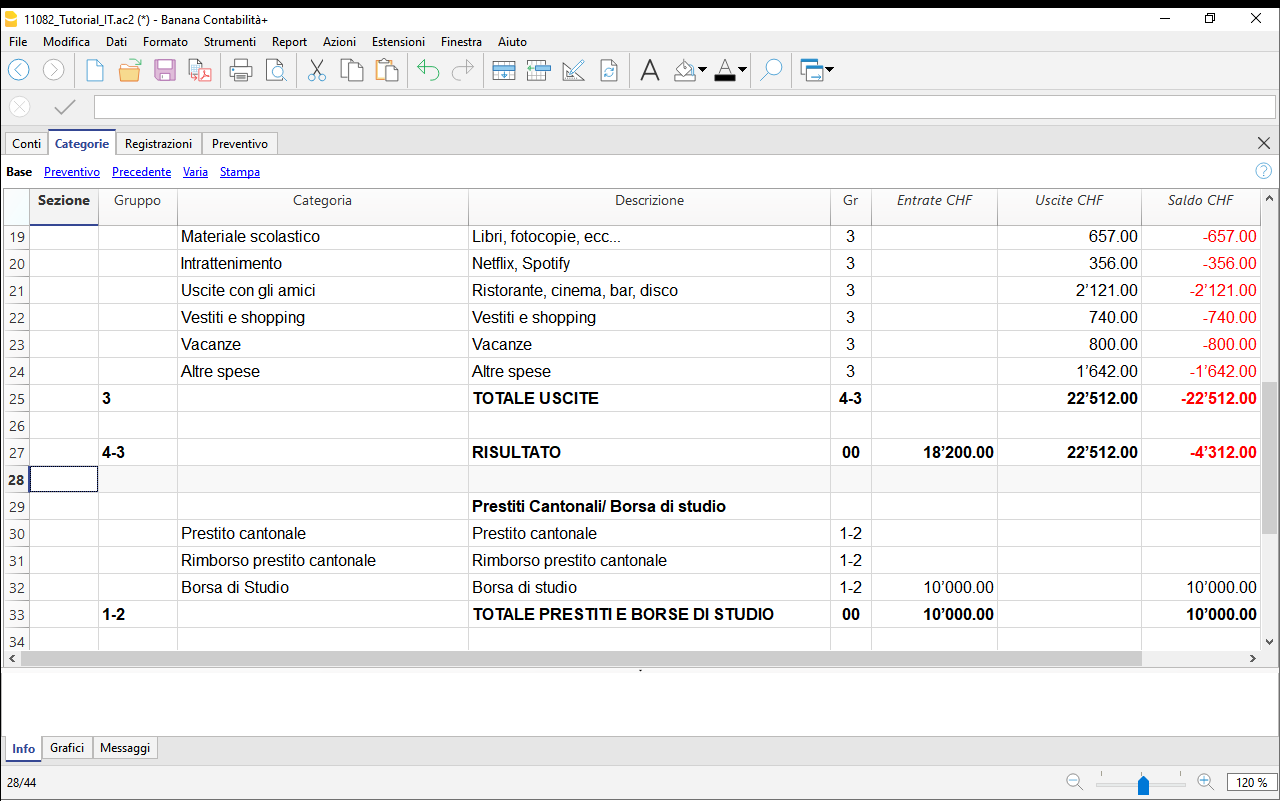 11082_Tutorial_IT.ac2 (*) - Banana Contabilità+
File Modifica Dati Formato Strumenti Report Azioni Estensioni Finestra Aiuto
Conti Categorie Registrazioni Preventivo
Base Preventivo Precedente Varia Stampa
Sezione Gruppo Categoria Descrizione Gr Entrate CHF Uscite CHF Saldo CHF
19 Materiale scolastico Libri, fotocopie, ecc... 3 657.00 -657.00
20 Intrattenimento Netflix, Spotify 3 356.00 -356.00
21 Uscite con gli amici Ristorante, cinema, bar, disco 3 2’121.00 -2’121.00
22 Vestiti e shopping Vestiti e shopping 3 740.00 -740.00
23 Vacanze Vacanze 3 800.00 -800.00
24 Altre spese Altre spese 3 1’642.00 -1’642.00
25 3 TOTALE USCITE 4-3 22’512.00 -22’512.00
26
27 4-3 RISULTATO 00 18’200.00 22’512.00 -4’312.00
28
29 Prestiti Cantonali/ Borsa di studio
30 Prestito cantonale Prestito cantonale 1-2
31 Rimborso prestito cantonale Rimborso prestito cantonale 1-2
32 Borsa di Studio Borsa di studio 1-2 10’000.00 10’000.00
33 1-2 TOTALE PRESTITI E BORSE DI STUDIO 00 10’000.00 10’000.00
34
Info Grafici Messaggi
28/44 120 %